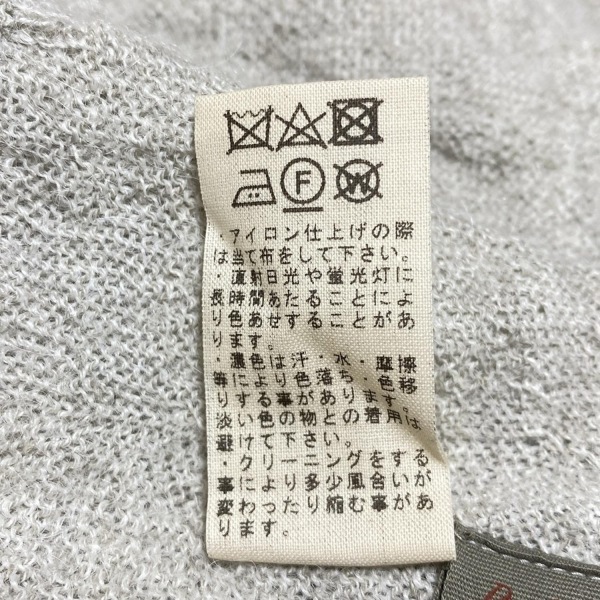 F W
アイロン仕上げの際
は当て布をして下さい。
・直射日光や蛍光灯に
長時間あたることによ
り色あせすることがあ
ります。
・濃色は汗・水・摩擦
等により色落ち・色移
りする事があります。
淡い色の物との着用は
避けて下さい。
・クリーニングをする
事により多少風合いが
変わったり縮む事があ
ります。